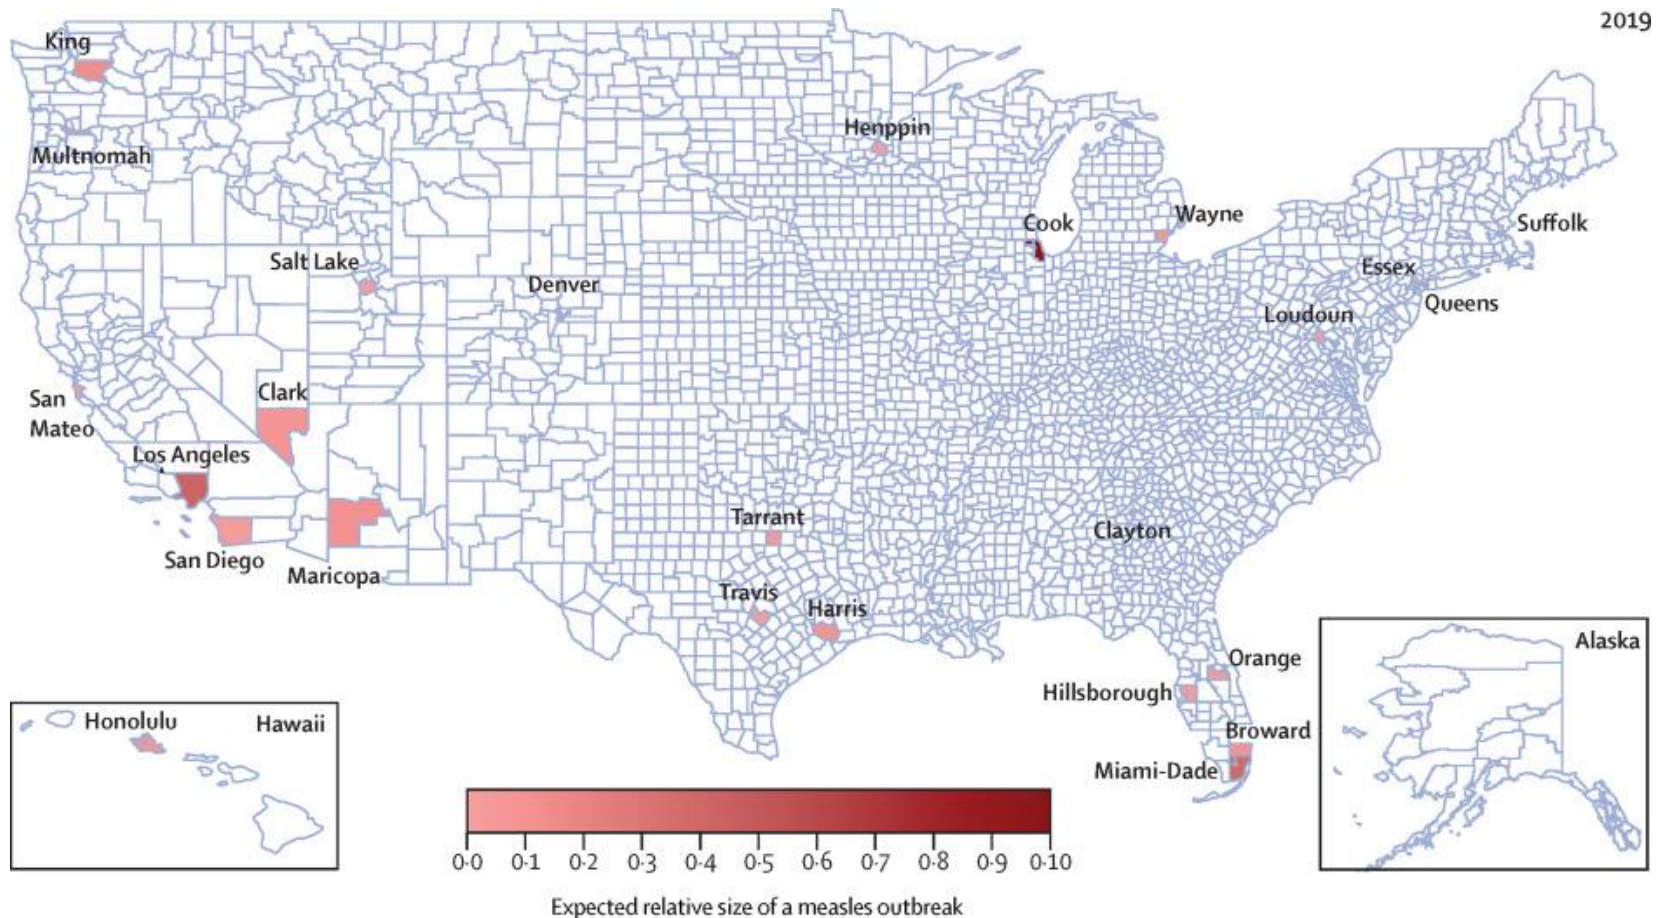 2019
King
Multnomah
Henppin
Cook
Wayne
Suffolk
Salt Lake
Denver
Essex
Queens
Loudoun
San
Mateo
Clark
Los Angeles
San Diego
Maricopa
Tarrant
Clayton
Travis
Harris
Orange
Hillsborough
Broward
Miami-Dade
Alaska
Honolulu
Hawaii
0·0 0·1 0·2 0·3 0·4 0·5 0·6 0·7 0·8 0·9 0·10
Expected relative size of a measles outbreak